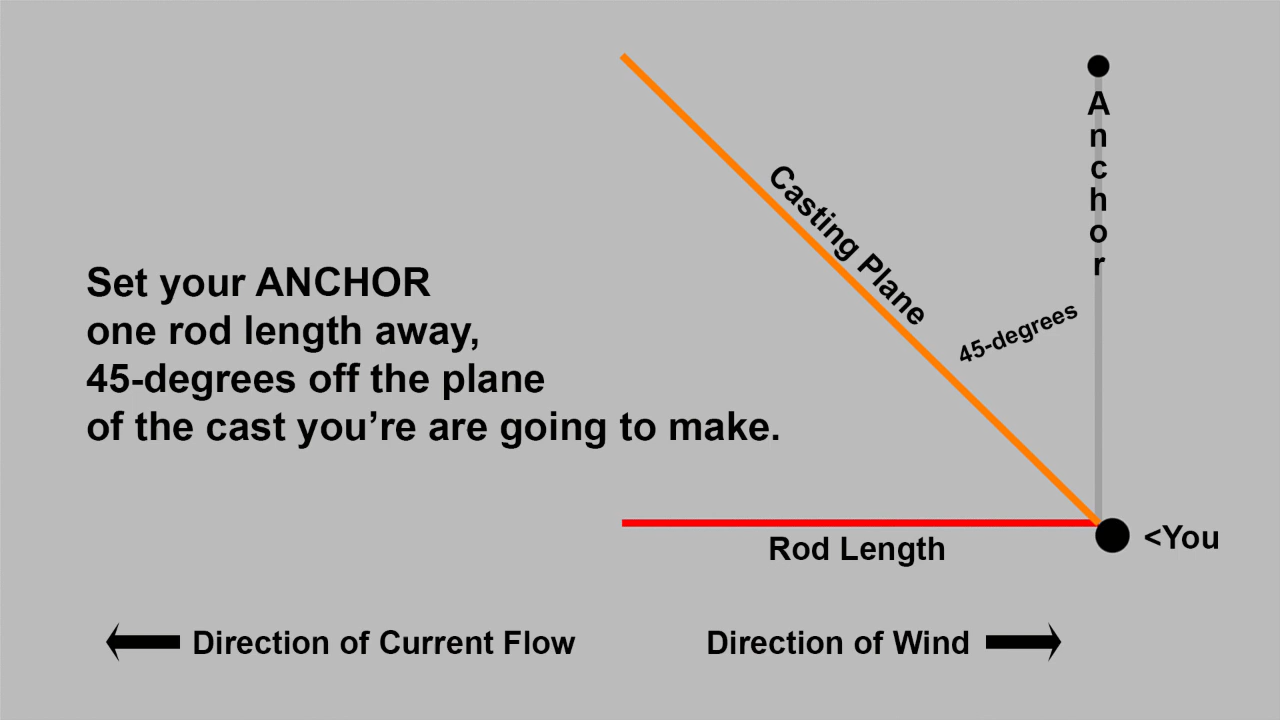 Anchor
Casting Plane
45-degrees
Set your ANCHOR
one rod length away,
45-degrees off the plane
of the cast you’re are going to make.
<You
Rod Length
Direction of Current Flow
Direction of Wind